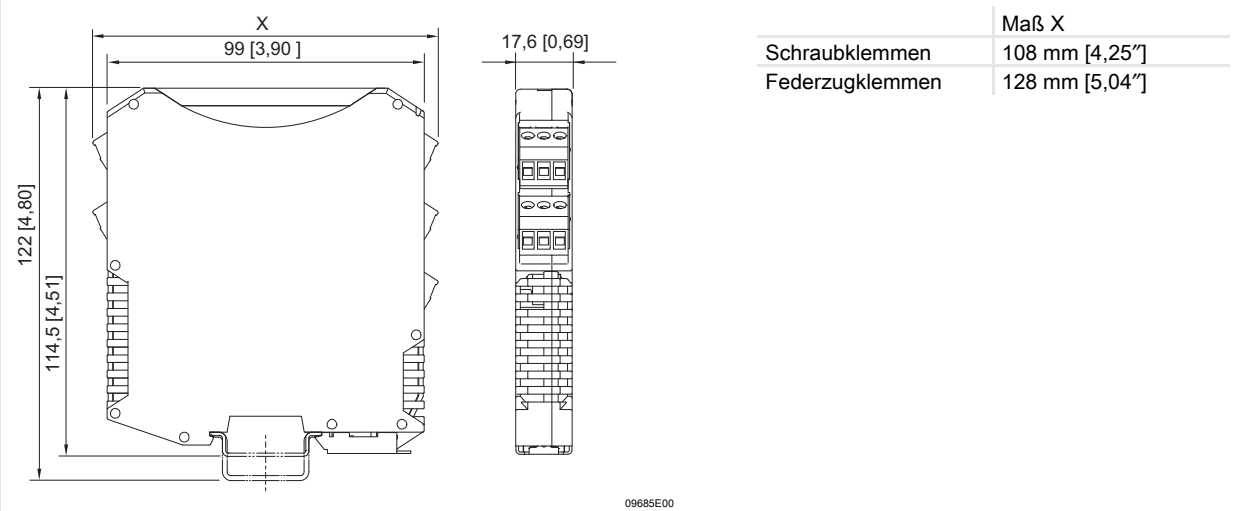 X
99 [3,90 ]
17,6 [0,69]
122 [4,80]
114,5 [4,51]
09685E00
Maß X
Schraubklemmen 108 mm [4,25″]
Federzugklemmen 128 mm [5,04″]